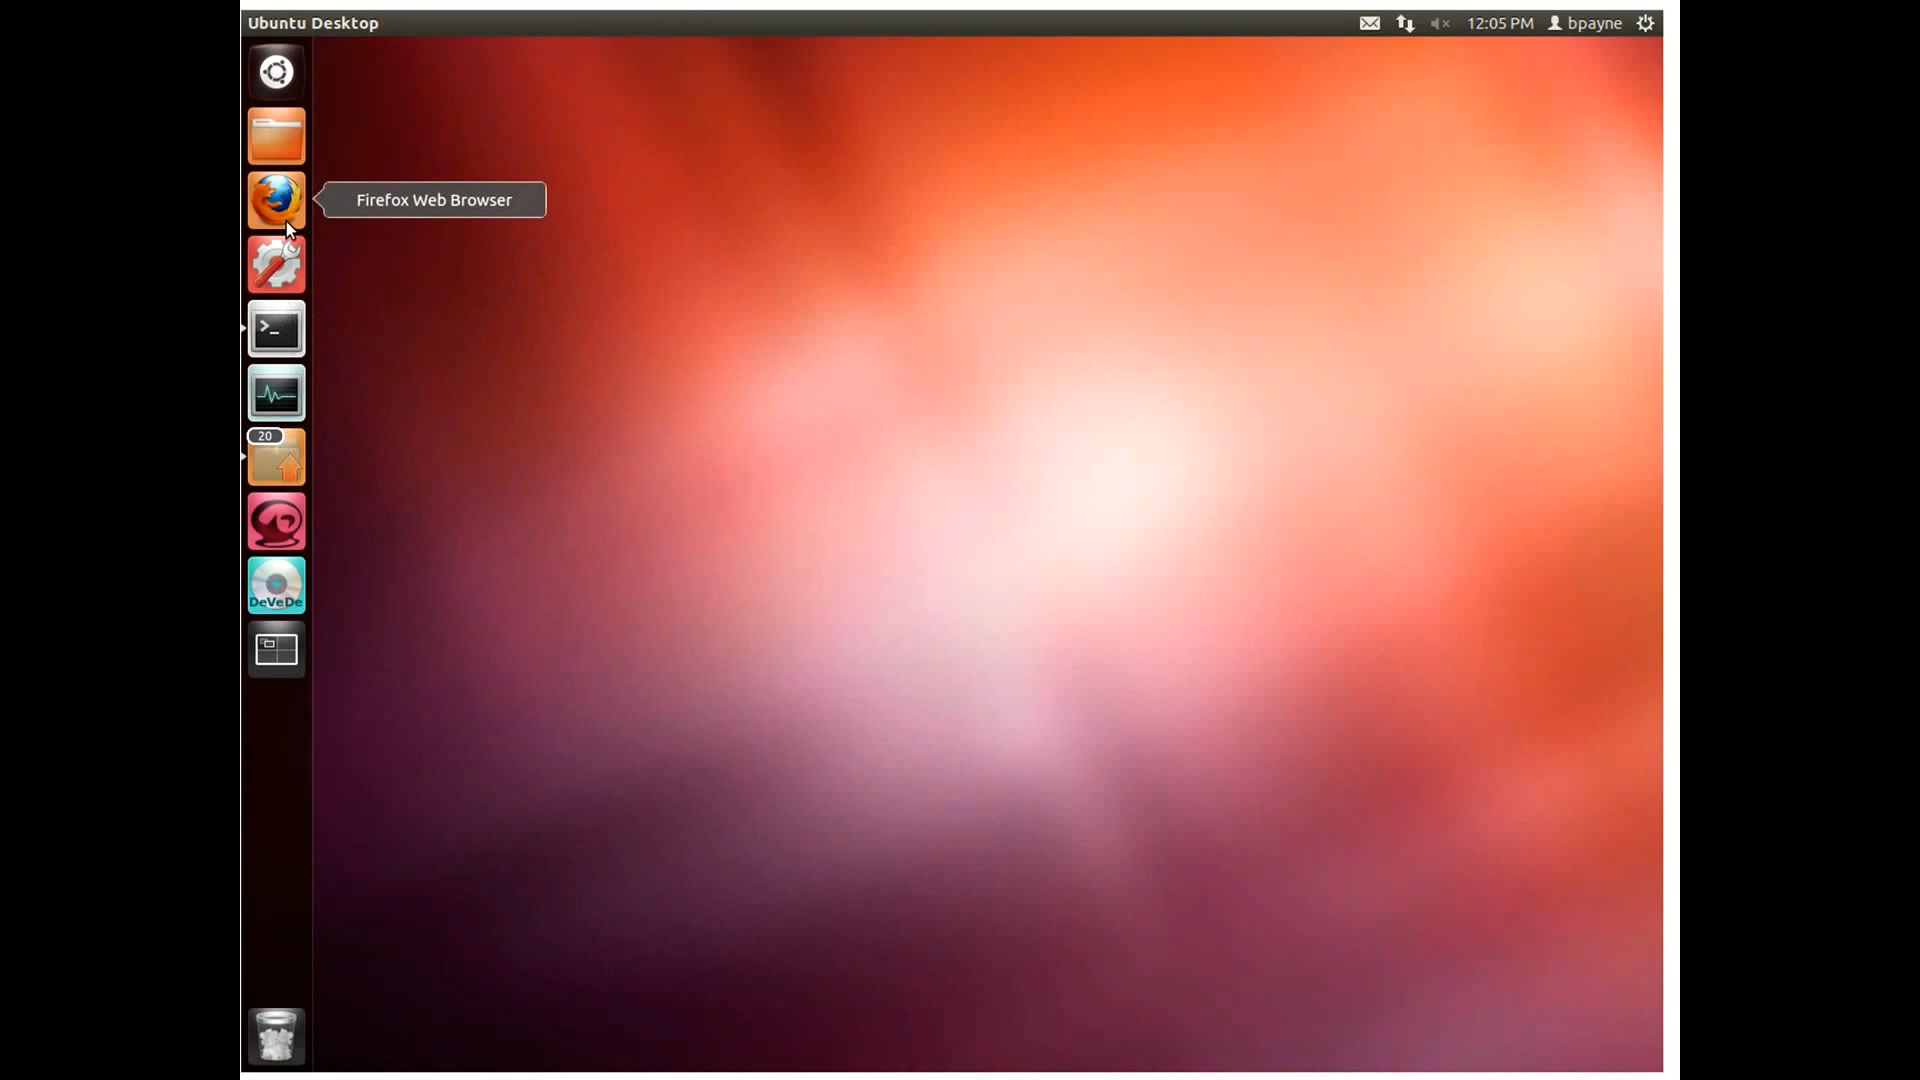 Ubuntu Desktop
12:05 PM
bpayne
Firefox Web Browser
>_
20
DeVeDe